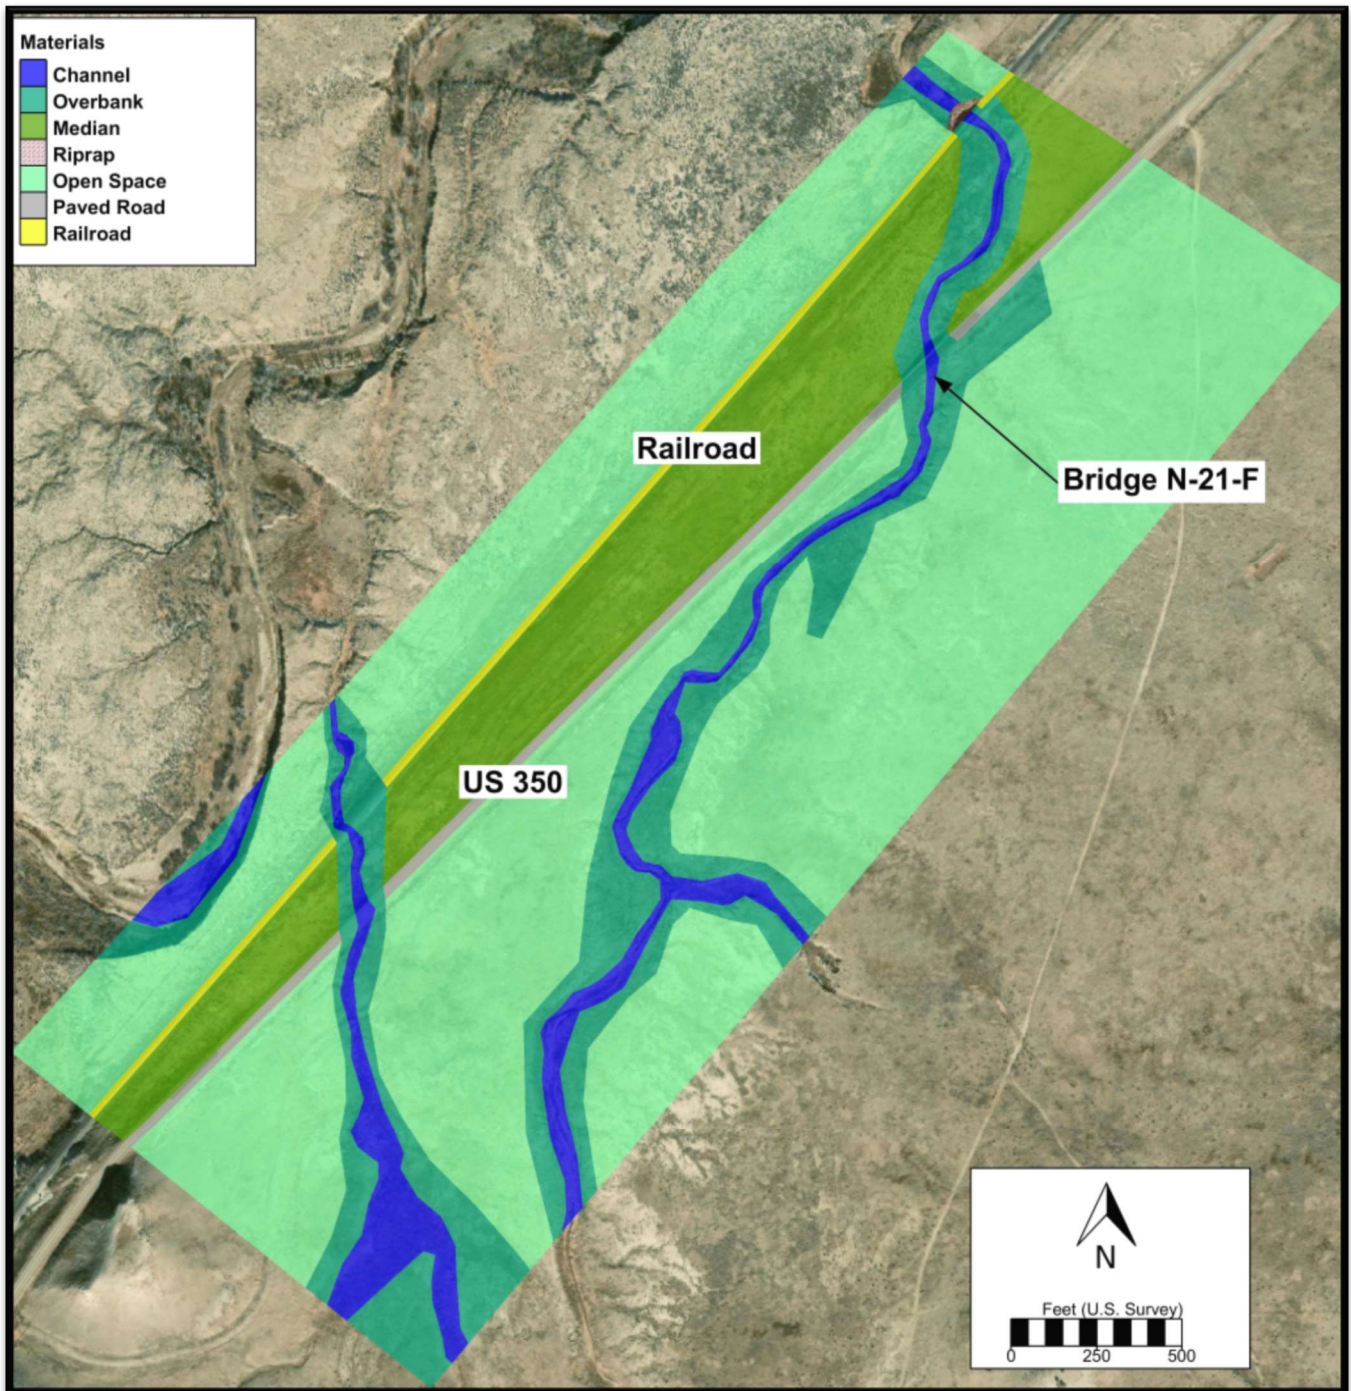 Materials
Channel
Overbank
Median
Riprap
Open Space
Paved Road
Railroad
Railroad
Bridge N-21-F
US 350
N
Feet (U.S. Survey)
0 250 500